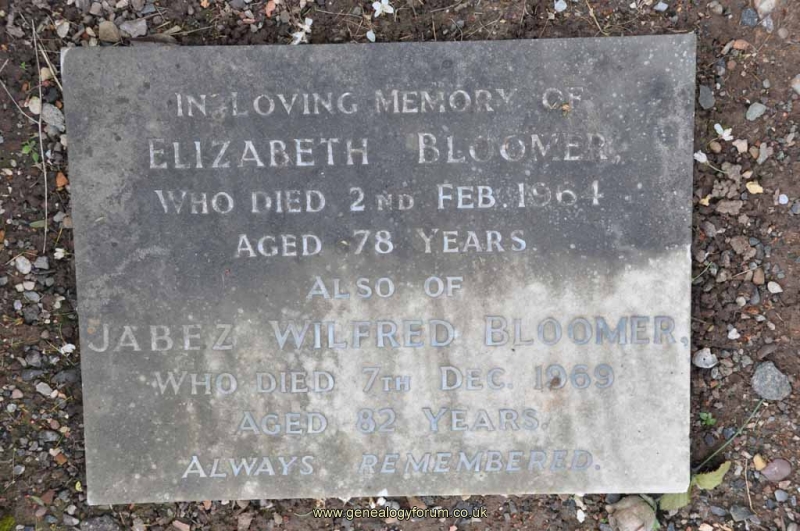 IN LOVING MEMORY OF
ELIZABETH BLOOMER,
WHO DIED 2ND FEB. 1964
AGED 78 YEARS
ALSO OF
JABEZ WILFRED BLOOMER,
WHO DIED 7TH DEC. 1969
AGED 82 YEARS.
ALWAYS REMEMBERED.
www.genealogyforum.co.uk